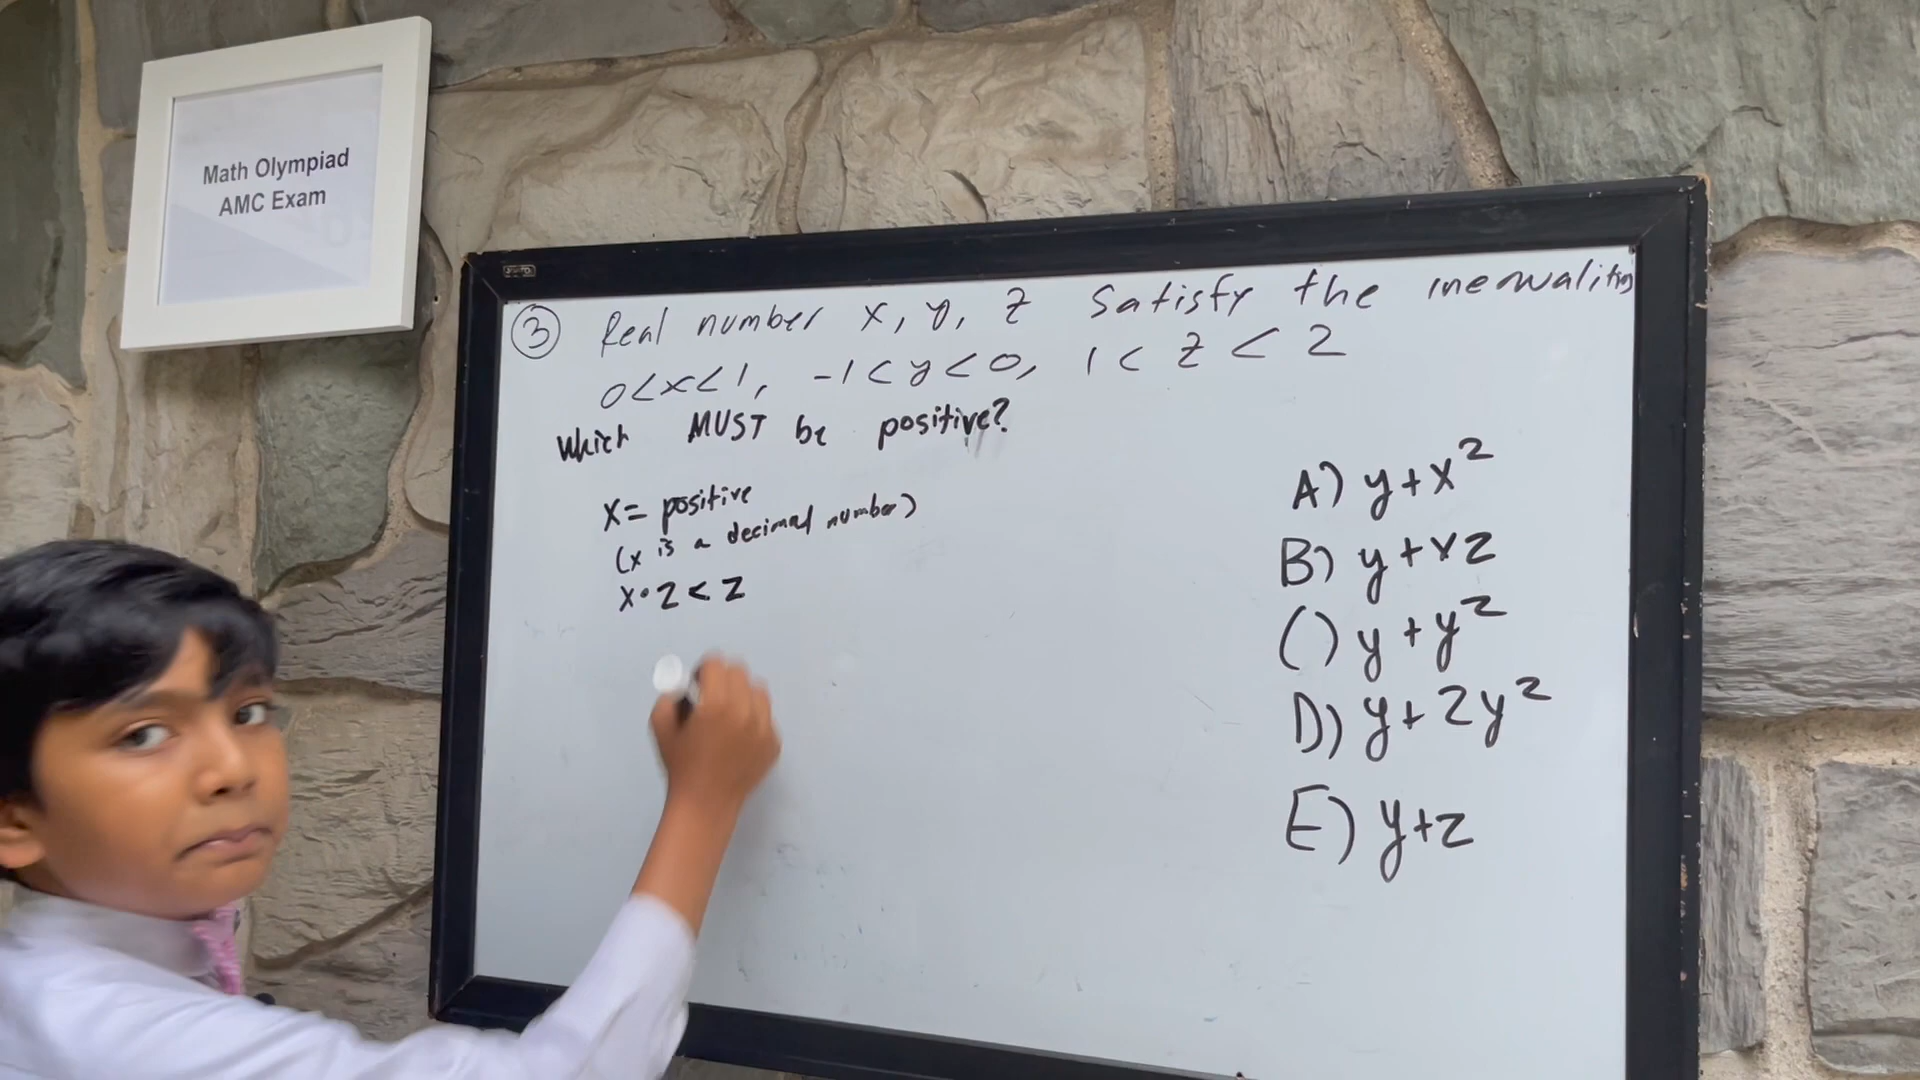 Math Olympiad
AMC Exam
③ Real number x, y, z satisfy the
0<x<1, -1<y<0, 1<z<2
Which MUST be positive?
x= positive
(x is a decimal number)
x•z<z
A) y+x²
B) y+xz
C) y+y²
D) y+2y²
E) y+z